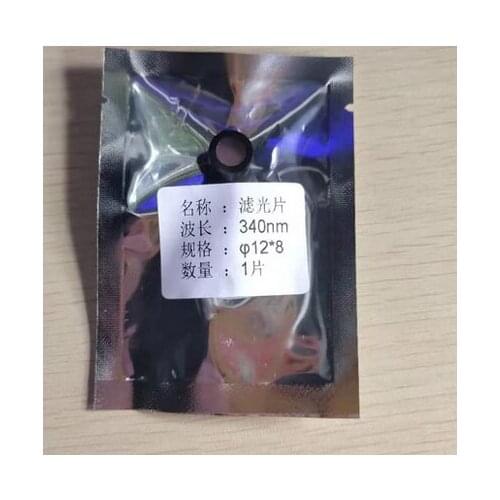 名称 : 滤光片
波长 : 340nm
规格 : φ12*8
数量 : 1片